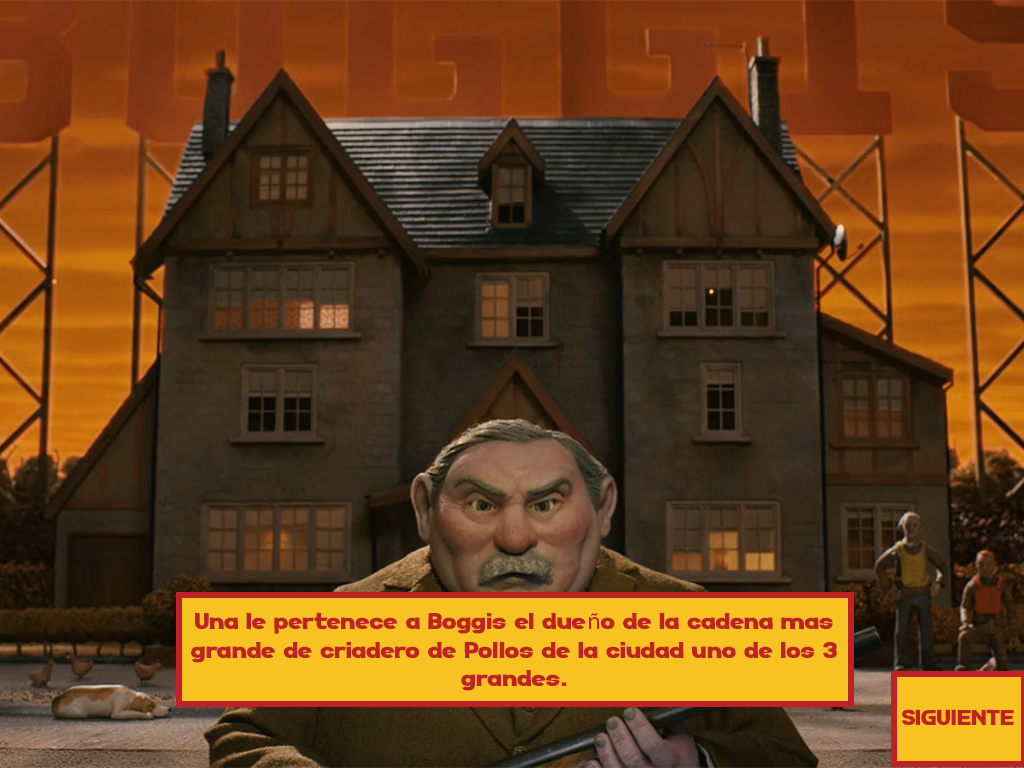 BOGGIS
Una le pertenece a Boggis el dueño de la cadena mas
grande de criadero de Pollos de la ciudad uno de los 3
grandes.
SIGUIENTE